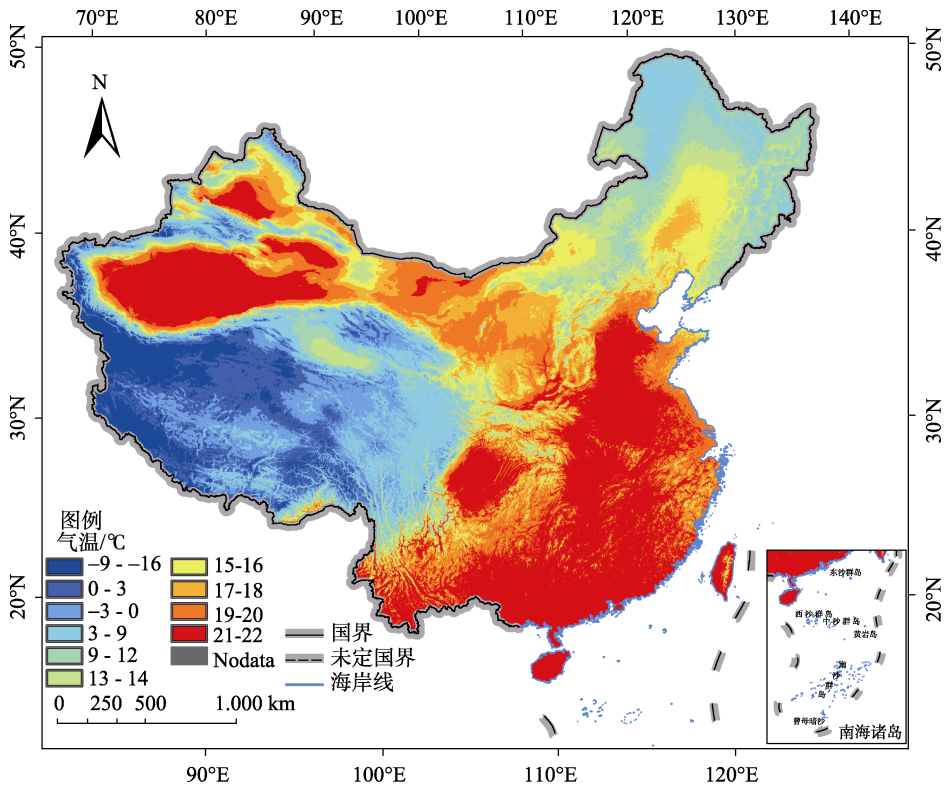 70°E 80°E 90°E 100°E 110°E 120°E 130°E 140°E
50°N 50°N
N
40°N 40°N
30°N 30°N
20°N 20°N
图例
气温/℃
−9 - −16
0 - 3
−3 - 0
3 - 9
9 - 12
13 - 14
15-16
17-18
19-20
21-22
Nodata
国界
未定国界
海岸线
0 250 500 1,000 km
东沙群岛
西沙群岛
中沙群岛
黄岩岛
南
沙
群
岛
曾母暗沙
南海诸岛
90°E 100°E 110°E 120°E